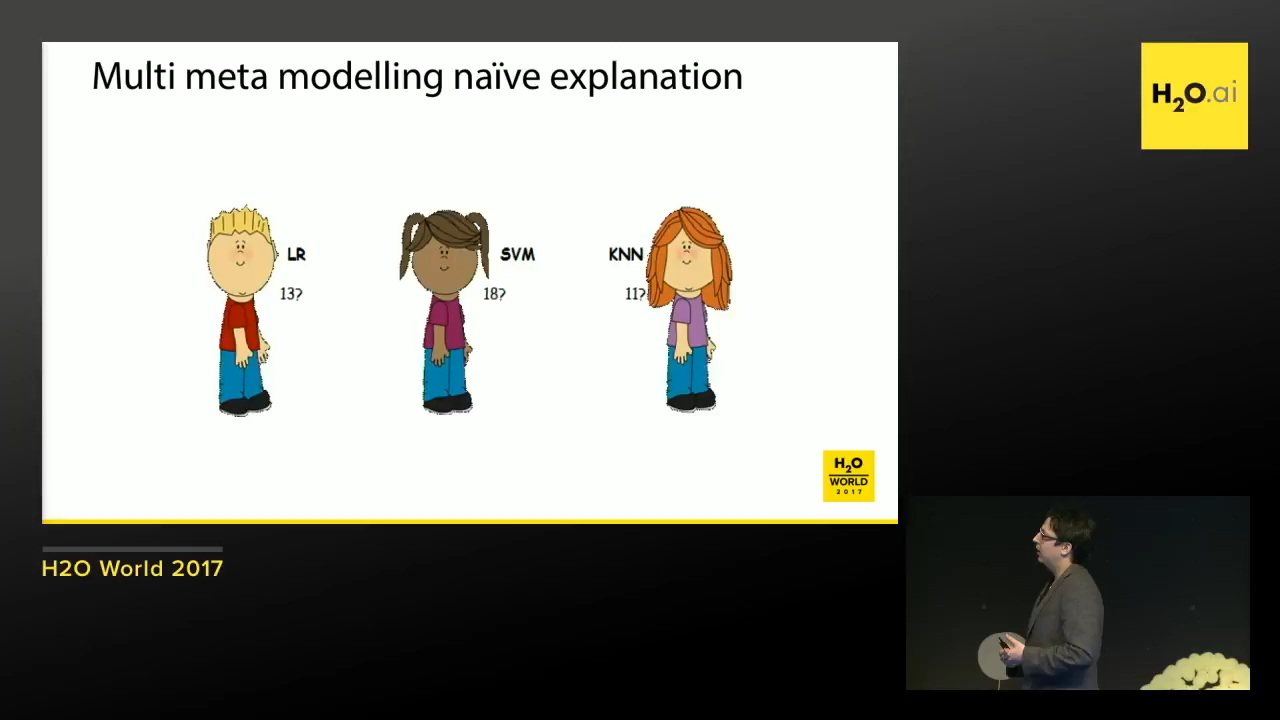 Multi meta modelling naïve explanation
LR
13?
SVM
18?
KNN
11?
H2O
WORLD
2017
H2O.ai
H2O World 2017